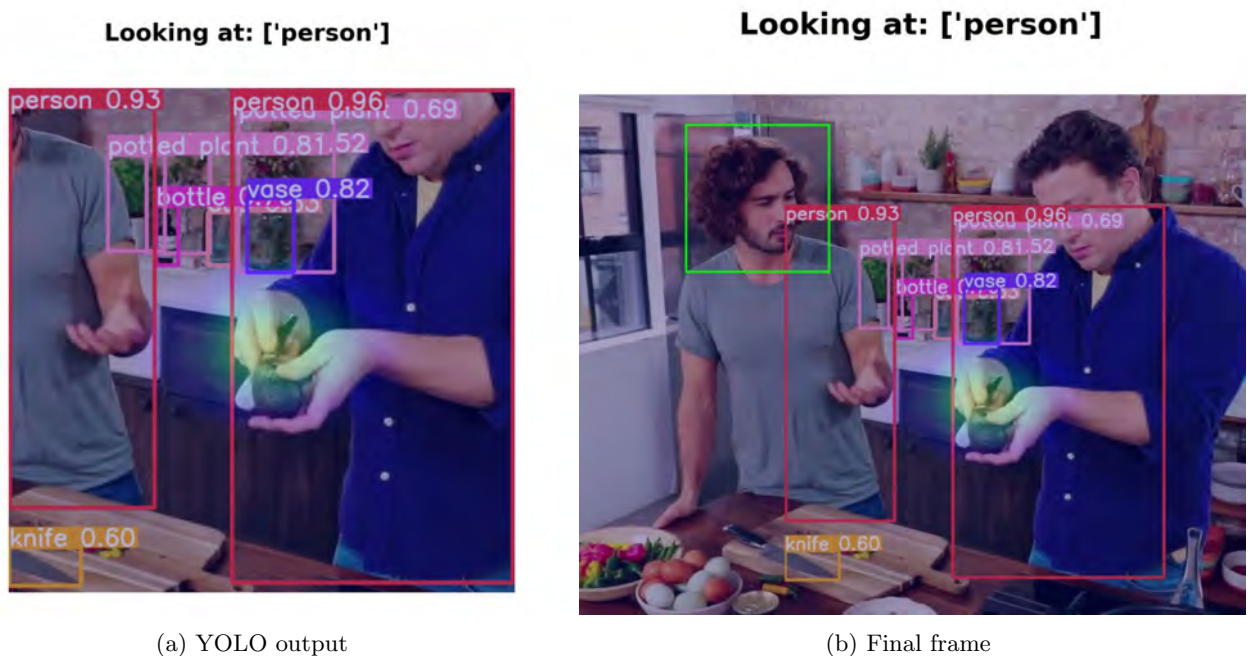 Looking at: ['person']
person 0.93
person 0.96
potted plant 0.69
potted plant 0.81
.52
bottle 0.
vase 0.82
knife 0.60
(a) YOLO output
Looking at: ['person']
person 0.93
person 0.96
potted plant 0.69
potted plant 0.81
.52
bottle 0.
vase 0.82
knife 0.60
(b) Final frame